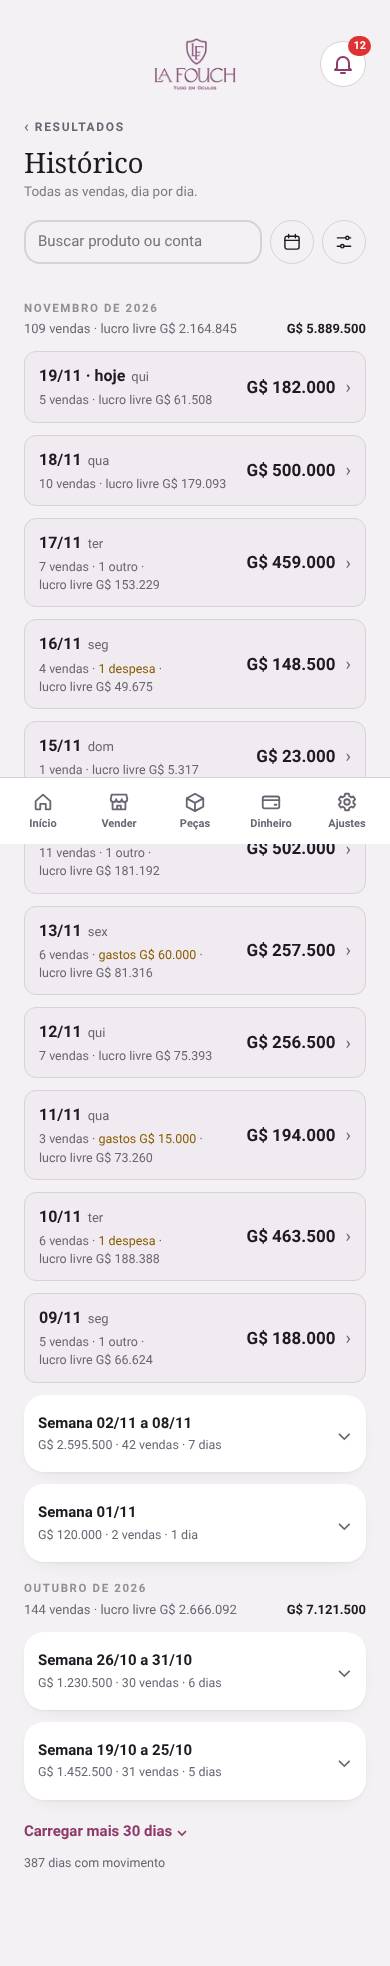 LA FOUCH
Tudo em Óculos
12
‹ RESULTADOS
Histórico
Todas as vendas, dia por dia.
Buscar produto ou conta
NOVEMBRO DE 2026
109 vendas · lucro livre G$ 2.164.845 G$ 5.889.500
19/11 · hoje qui
5 vendas · lucro livre G$ 61.508
G$ 182.000 ›
18/11 qua
10 vendas · lucro livre G$ 179.093
G$ 500.000 ›
17/11 ter
7 vendas · 1 outro ·
lucro livre G$ 153.229
G$ 459.000 ›
16/11 seg
4 vendas · 1 despesa ·
lucro livre G$ 49.675
G$ 148.500 ›
15/11 dom
1 venda · lucro livre G$ 5.317
G$ 23.000 ›
Início Vender Peças Dinheiro Ajustes
11 vendas · 1 outro ·
lucro livre G$ 181.192
G$ 502.000 ›
13/11 sex
6 vendas · gastos G$ 60.000 ·
lucro livre G$ 81.316
G$ 257.500 ›
12/11 qui
7 vendas · lucro livre G$ 75.393
G$ 256.500 ›
11/11 qua
3 vendas · gastos G$ 15.000 ·
lucro livre G$ 73.260
G$ 194.000 ›
10/11 ter
6 vendas · 1 despesa ·
lucro livre G$ 188.388
G$ 463.500 ›
09/11 seg
5 vendas · 1 outro ·
lucro livre G$ 66.624
G$ 188.000 ›
Semana 02/11 a 08/11
G$ 2.595.500 · 42 vendas · 7 dias
Semana 01/11
G$ 120.000 · 2 vendas · 1 dia
OUTUBRO DE 2026
144 vendas · lucro livre G$ 2.666.092 G$ 7.121.500
Semana 26/10 a 31/10
G$ 1.230.500 · 30 vendas · 6 dias
Semana 19/10 a 25/10
G$ 1.452.500 · 31 vendas · 5 dias
Carregar mais 30 dias
387 dias com movimento